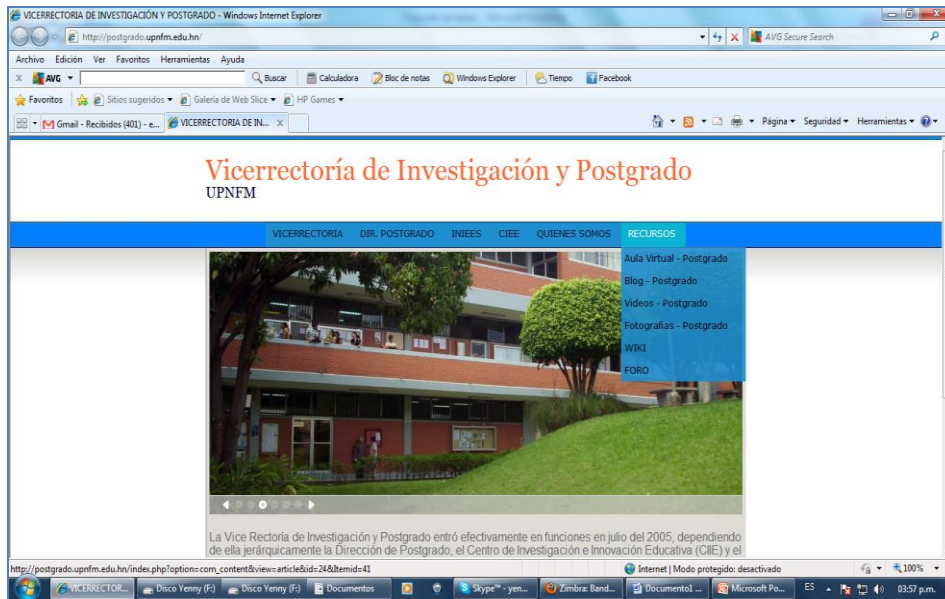 VICERRECTORIA DE INVESTIGACIÓN Y POSTGRADO - Windows Internet Explorer
http://postgrado.upnfm.edu.hn/
AVG Secure Search
Archivo Edición Ver Favoritos Herramientas Ayuda
x AVG Buscar Calculadora Bloc de notas Windows Explorer Tiempo Facebook
Favoritos Sitios sugeridos Galería de Web Slice HP Games
Gmail - Recibidos (401) - e... VICERRECTORIA DE IN... X Página Seguridad Herramientas
Vicerrectoría de Investigación y Postgrado
UPNFM
VICERRECTORIA DIR. POSTGRADO INIEES CIEE QUIENES SOMOS RECURSOS
Aula Virtual - Postgrado
Blog - Postgrado
Videos - Postgrado
Fotografias - Postgrado
WIKI
FORO
La Vice Rectoría de Investigación y Postgrado entró efectivamente en funciones en julio del 2005, dependiendo
de ella jerárquicamente la Dirección de Postgrado, el Centro de Investigación e Innovación Educativa (CIIE) y el
http://postgrado.upnfm.edu.hn/index.php?option=com_content&view=article&id=24&Itemid=41 Internet | Modo protegido: desactivado 100%
VICERRECTOR... Disco Yenny (F:) Disco Yenny (F:) Documentos Skype™ - yen... Zimbra: Band... Documento1 ... Microsoft Po... ES 03:57 p.m.